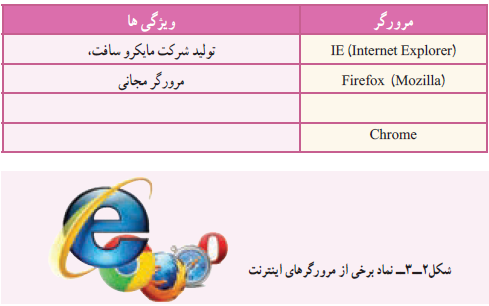 مرورگر ویژگی ها
IE (Internet Explorer) تولید شرکت مایکرو سافت،
Firefox (Mozilla) مرورگر مجانی
Chrome
شکل۲ــ۳ــ نماد برخی از مرورگرهای اینترنت